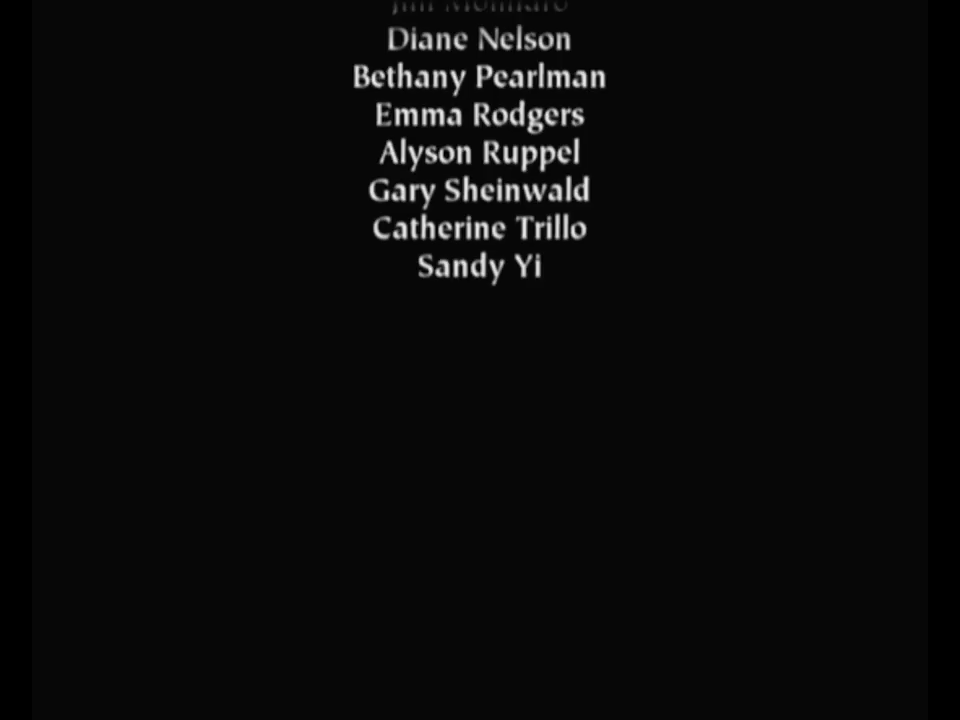 Diane Nelson
Bethany Pearlman
Emma Rodgers
Alyson Ruppel
Gary Sheinwald
Catherine Trillo
Sandy Yi